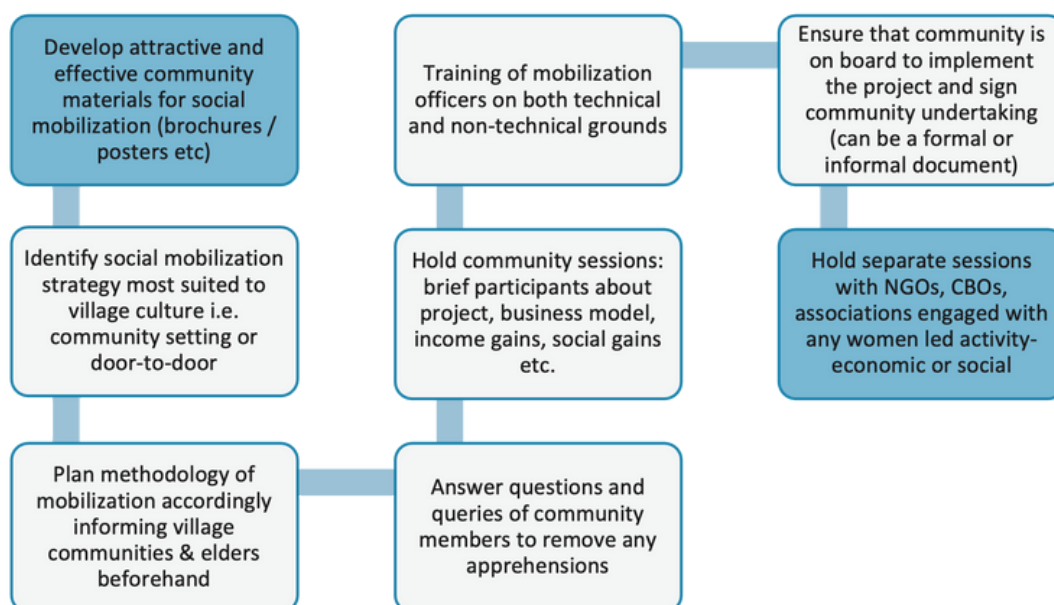 Develop attractive and
effective community
materials for social
mobilization (brochures /
posters etc)
Identify social mobilization
strategy most suited to
village culture i.e.
community setting or
door-to-door
Plan methodology of
mobilization accordingly
informing village
communities & elders
beforehand
Answer questions and
queries of community
members to remove any
apprehensions
Hold community sessions:
brief participants about
project, business model,
income gains, social gains
etc.
Training of mobilization
officers on both technical
and non-technical grounds
Ensure that community is
on board to implement
the project and sign
community undertaking
(can be a formal or
informal document)
Hold separate sessions
with NGOs, CBOs,
associations engaged with
any women led activity-
economic or social